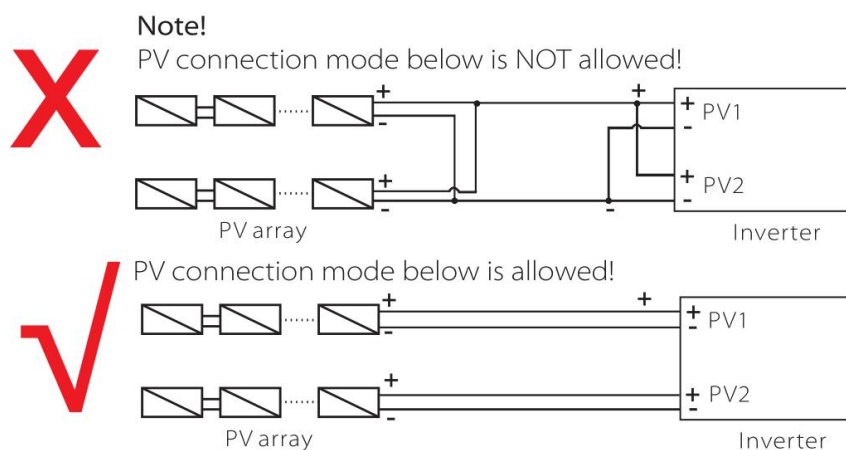 Note!
PV connection mode below is NOT allowed!
+ +
+ PV1
-
-
+ + PV2
- - -
PV array Inverter
PV connection mode below is allowed!
+ +
+ PV1
- -
+ + PV2
- -
PV array Inverter